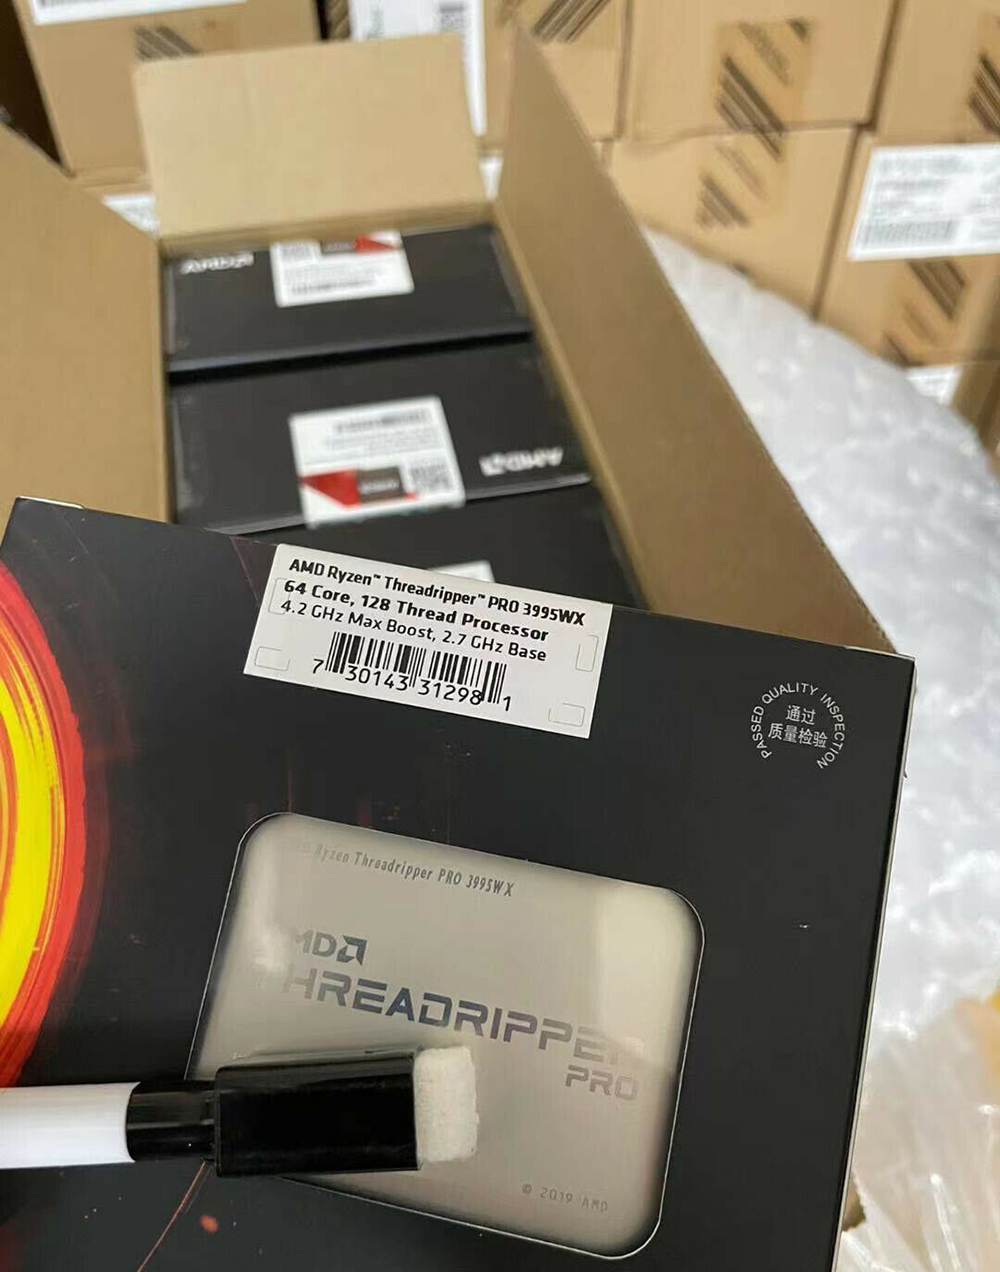 AMD
AMD
AMD Ryzen™ Threadripper™ PRO 3995WX
64 Core, 128 Thread Processor
4.2 GHz Max Boost, 2.7 GHz Base
7 30143 31298 1
PASSED QUALITY INSPECTION
通过
质量检验
Ryzen Threadripper PRO 3995WX
AMD
THREADRIPPER
PRO
© 2019 AMD